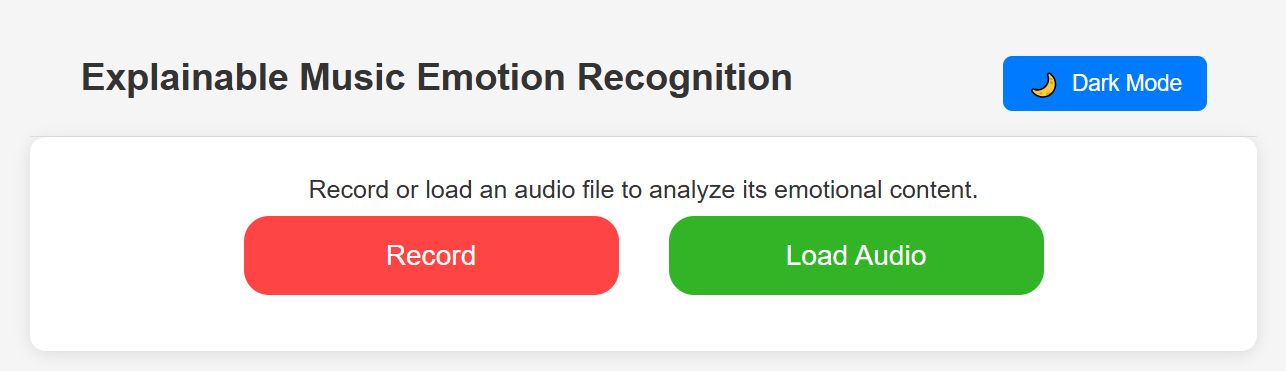 Explainable Music Emotion Recognition
🌙 Dark Mode
Record or load an audio file to analyze its emotional content.
Record
Load Audio